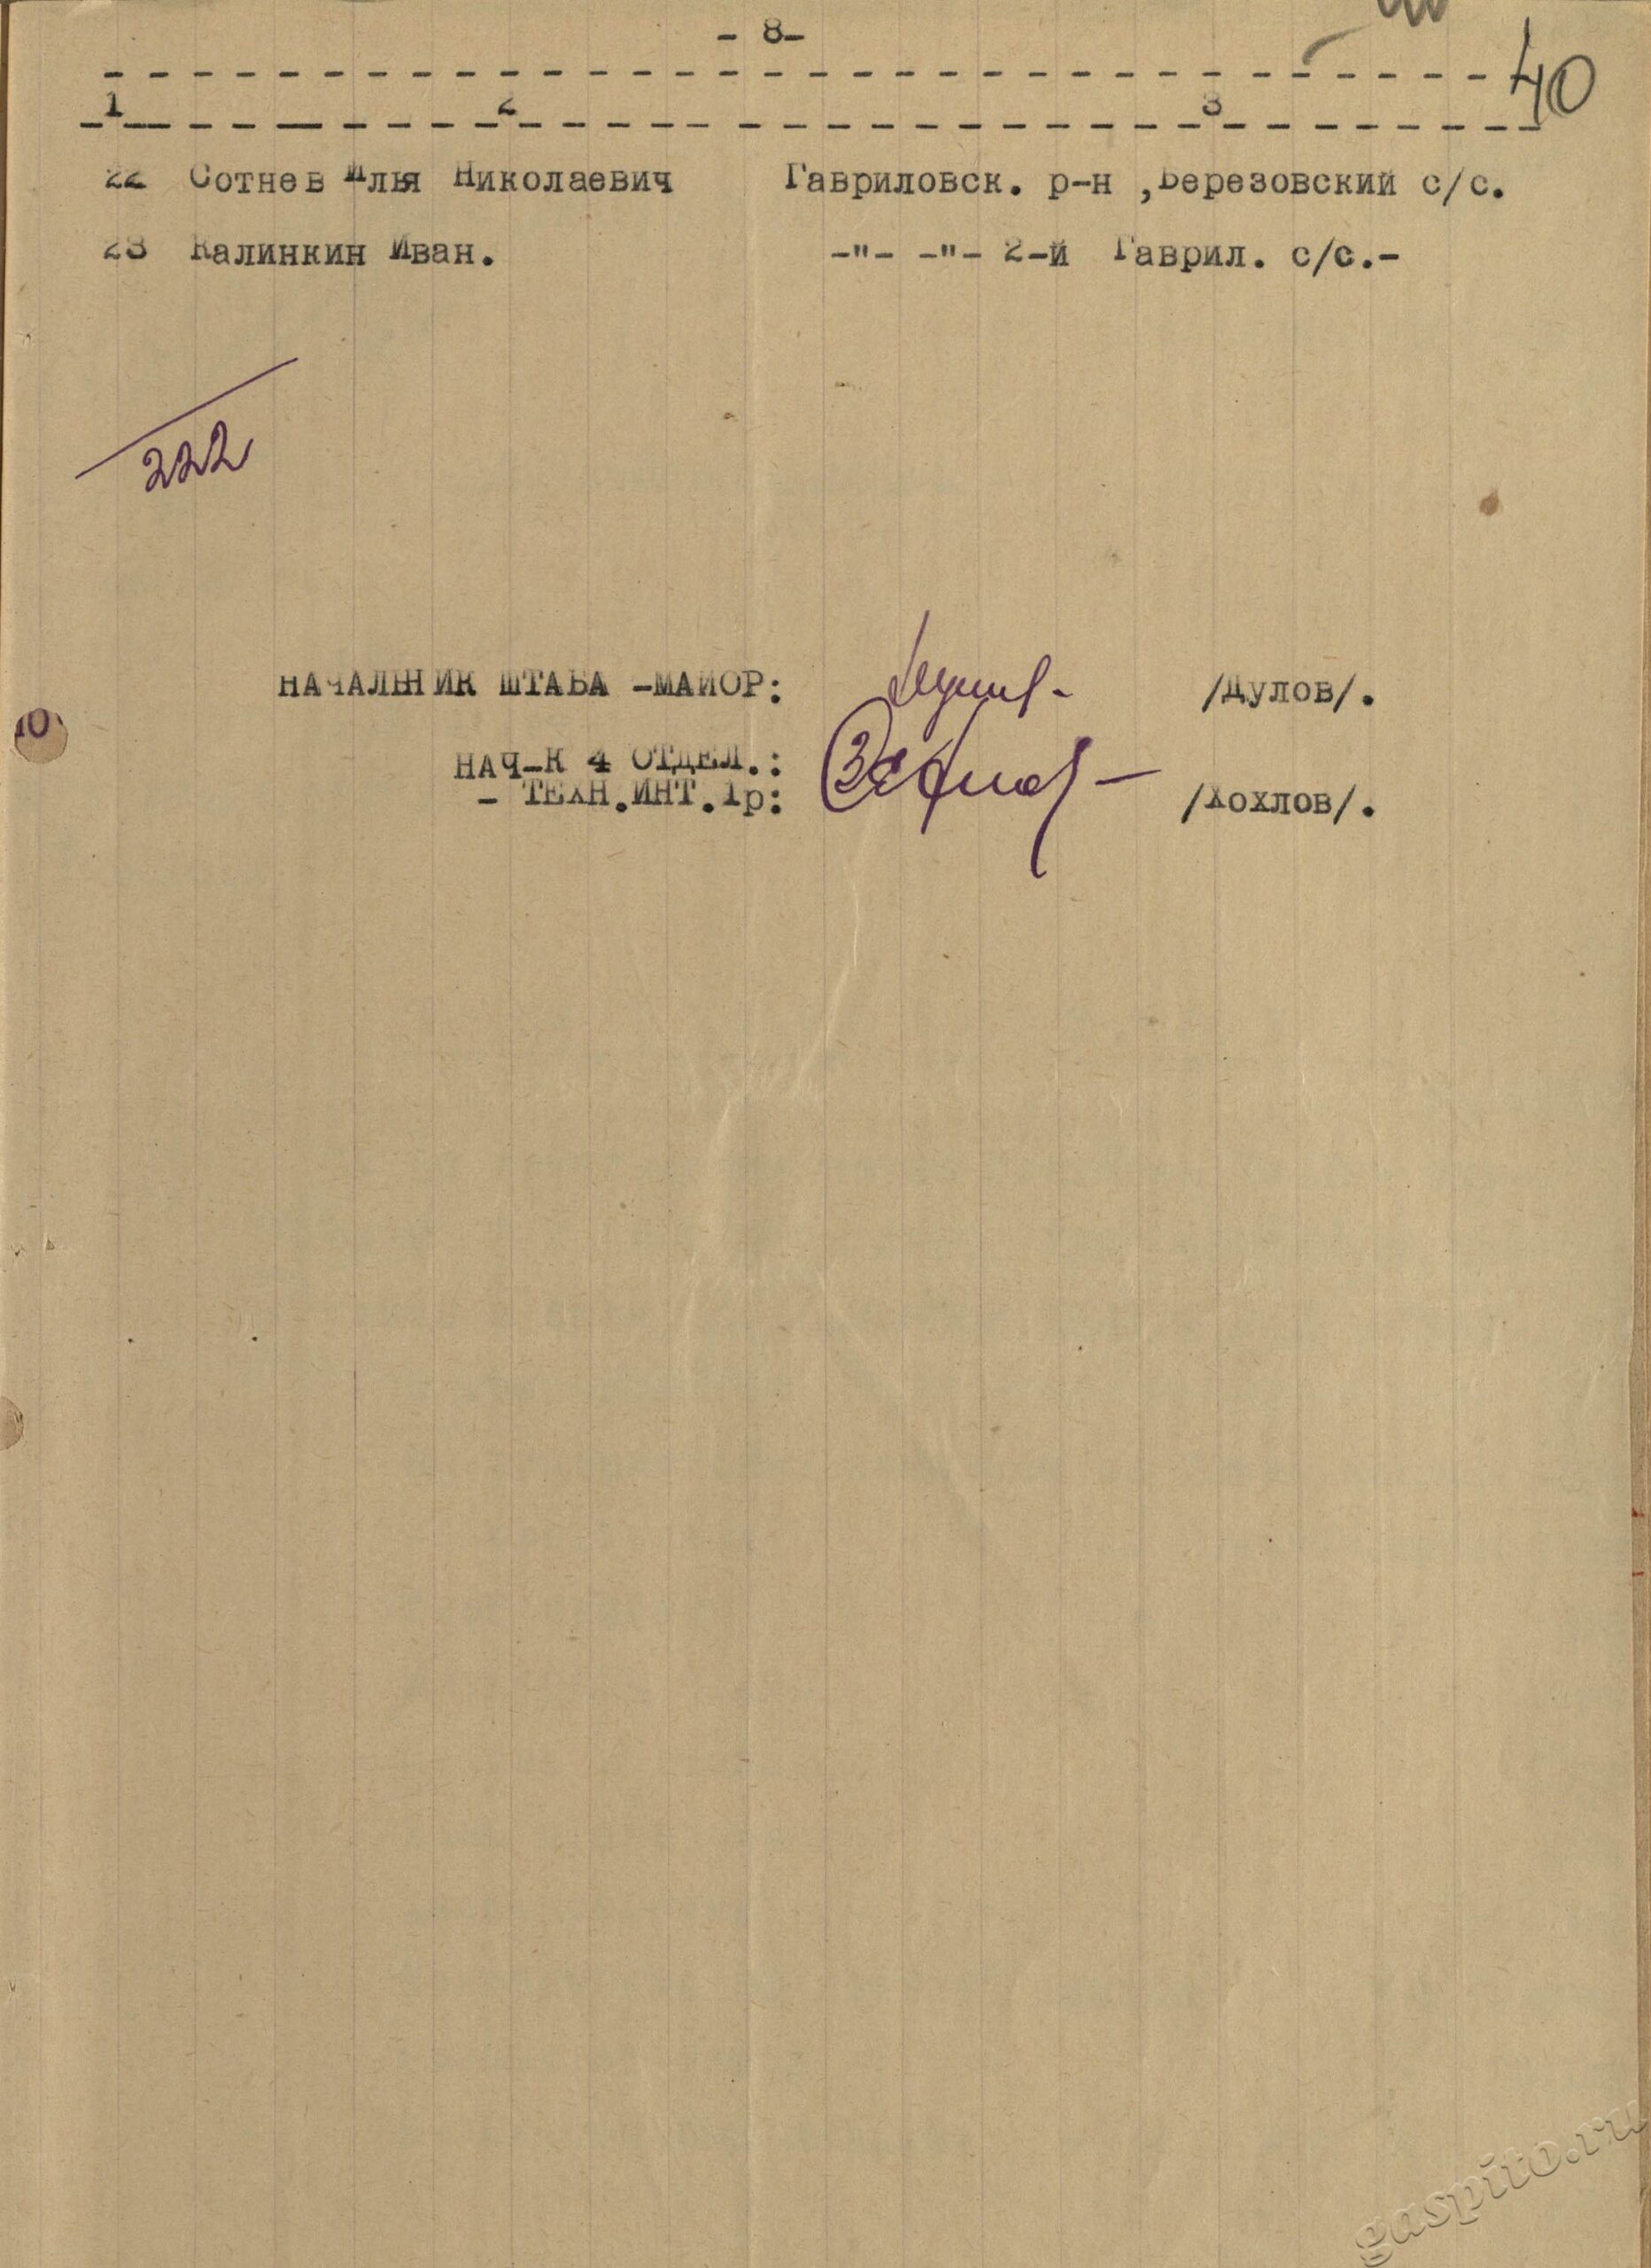 - 8-
40
1 2 3
22 Сотнев Илья Николаевич Гавриловск. р-н ,Березовский с/с.
23 Калинкин Иван. -"- -"- 2-й Гаврил. с/с.-
222
НАЧАЛЬНИК ШТАБА -МАЙОР: /Дулов/.
НАЧ-К 4 ОТДЕЛ.:
- ТЕХН.ИНТ.1р: /Хохлов/.
10
gaspito.ru